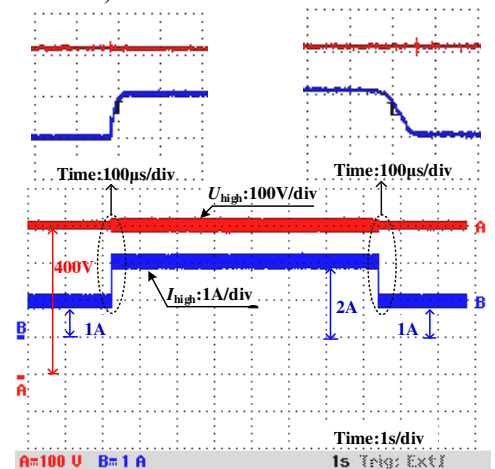 Time:100μs/div
Time:100μs/div
Uhigh:100V/div
A
400V
Ihigh:1A/div
B
B
1A
2A
1A
A
Time:1s/div
A=100 V B=1 A
1s Trig: Ext